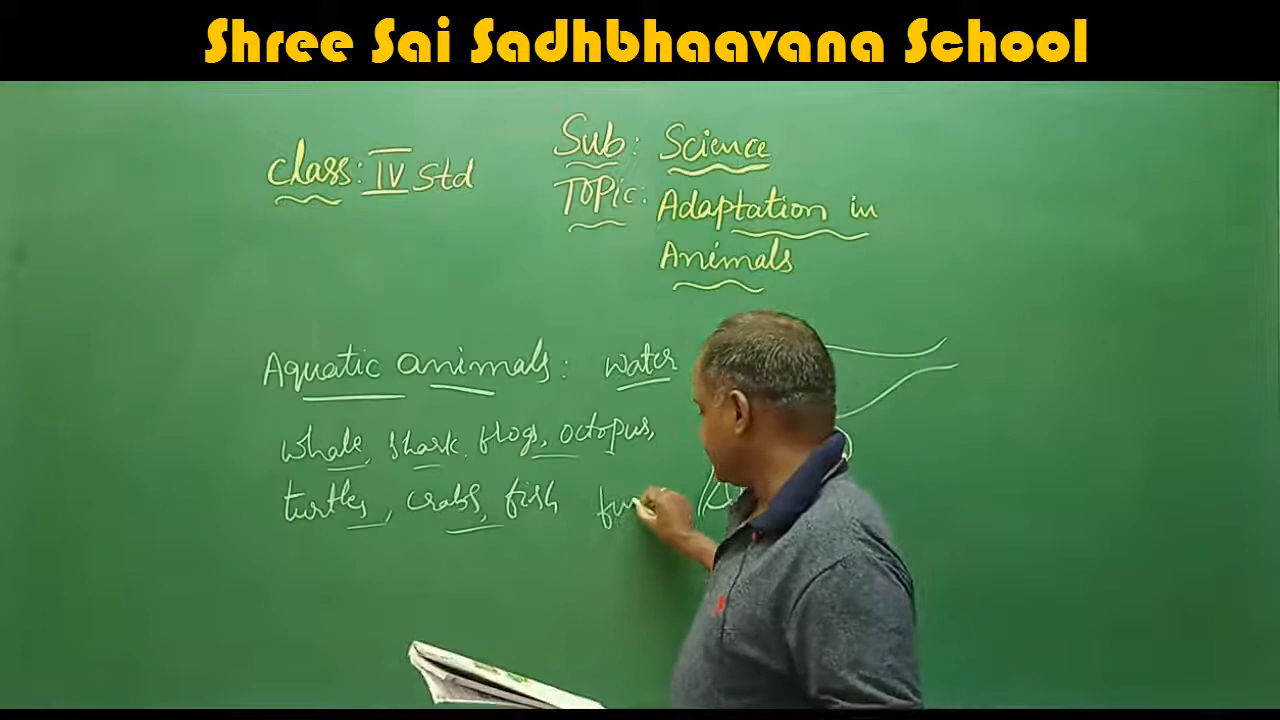 Shree Sai Sadhbhaavana School
Class: IV Std
Sub: Science
Topic: Adaptation in
Animals
Aquatic animals: water
whale, shark. frogs, octopus,
turtles, crabs, fish